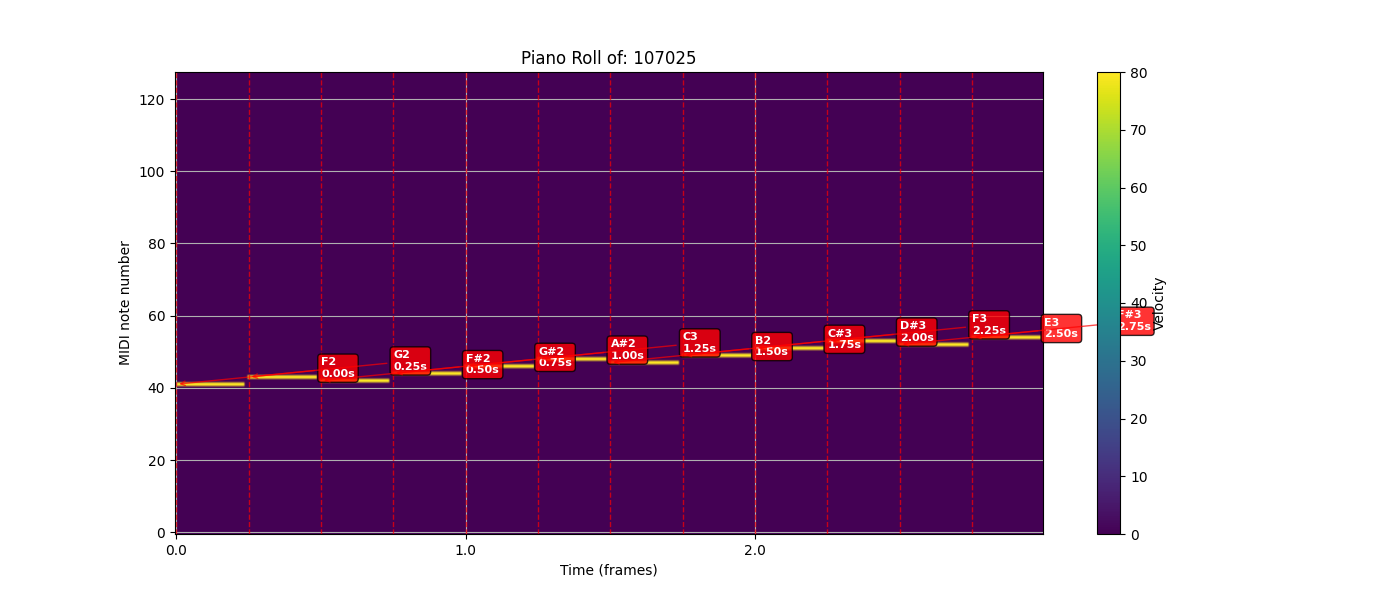 Piano Roll of: 107025
MIDI note number
120
100
80
60
40
20
0
F2
0.00s
G2
0.25s
F#2
0.50s
G#2
0.75s
A#2
1.00s
C3
1.25s
B2
1.50s
C#3
1.75s
D#3
2.00s
F3
2.25s
E3
2.50s
F#3
2.75s
0.0
1.0
2.0
Time (frames)
80
70
60
50
40
30
20
10
0
Velocity